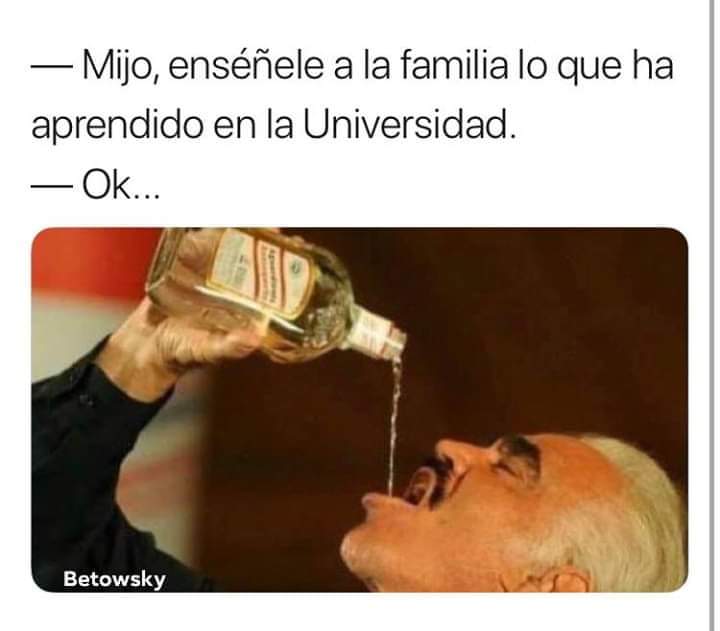 — Mijo, enséñele a la familia lo que ha
aprendido en la Universidad.
— Ok...
Betowsky